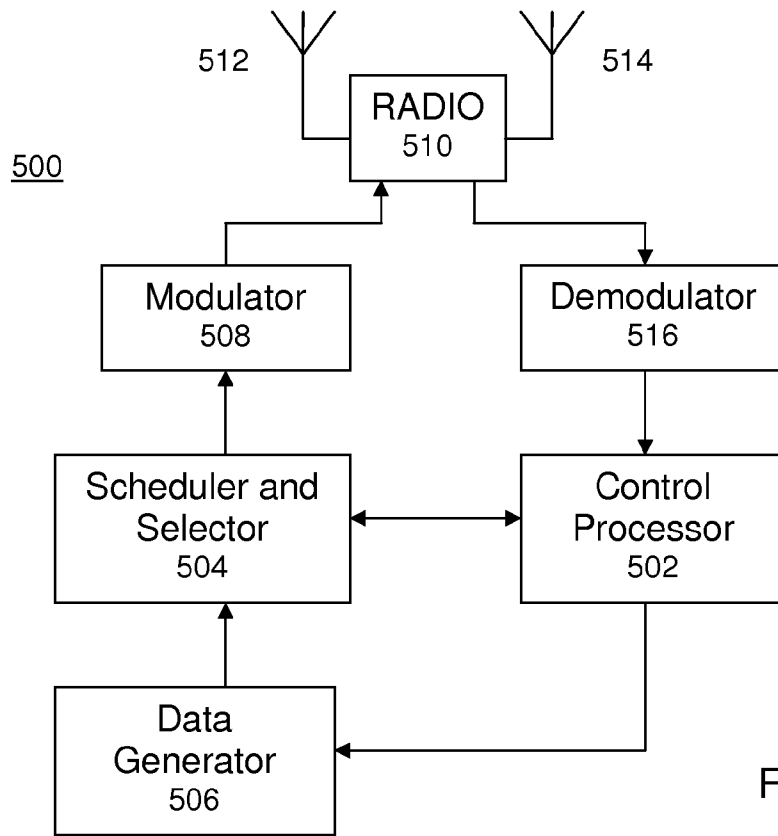 512
514
RADIO
510
500
Modulator
508
Demodulator
516
Scheduler and
Selector
504
Control
Processor
502
Data
Generator
506
F